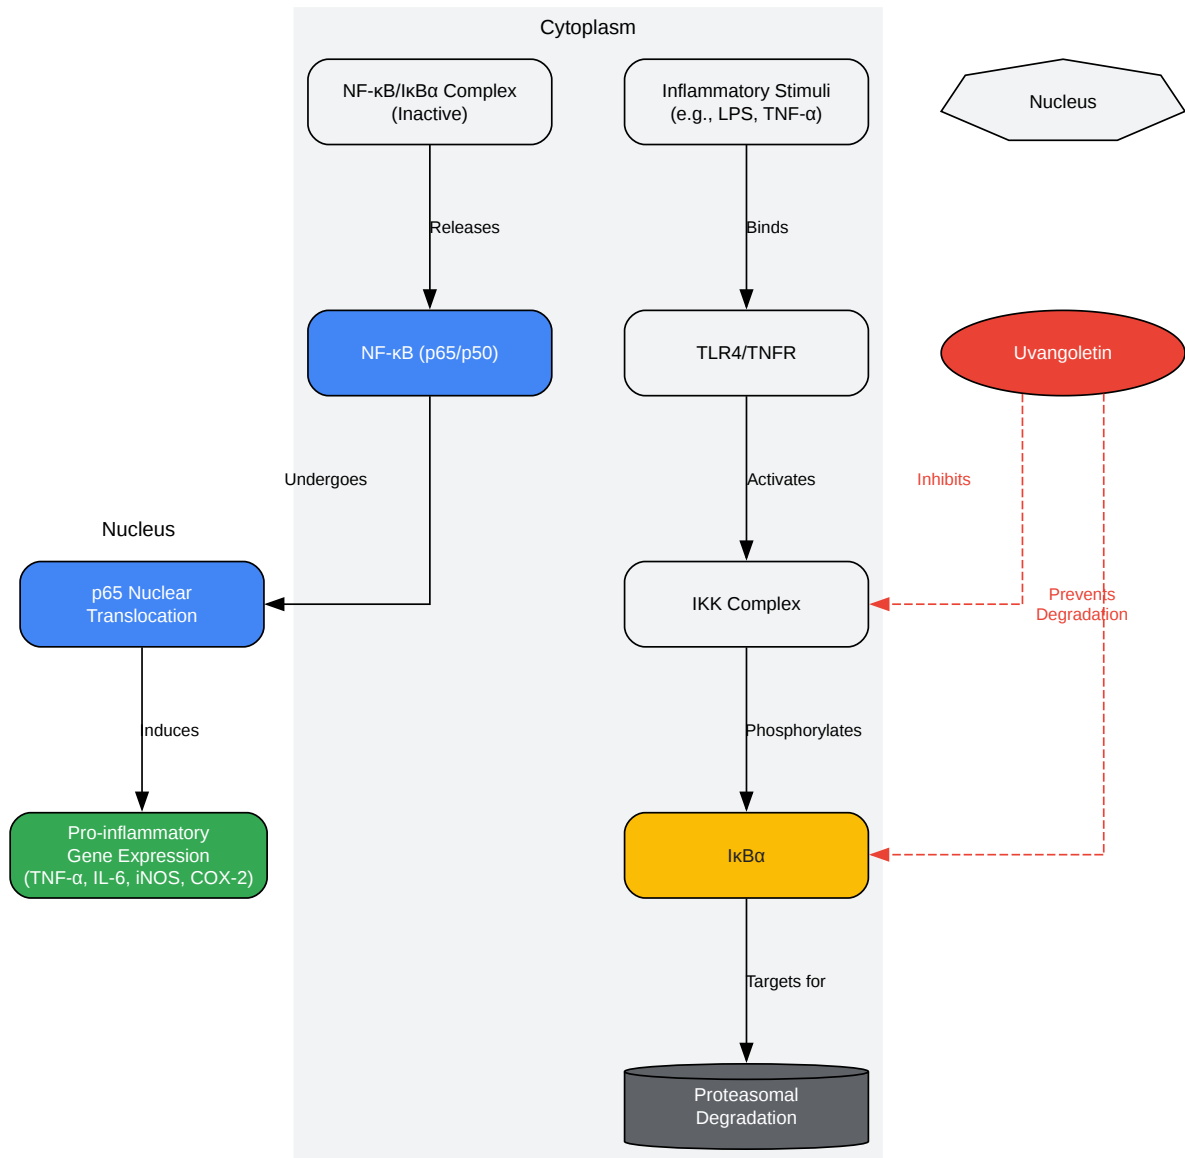 Cytoplasm
NF-κB/IκBα Complex
(Inactive)
Inflammatory Stimuli
(e.g., LPS, TNF-α)
Nucleus
Releases
Binds
NF-κB (p65/p50)
TLR4/TNFR
Uvangoletin
Undergoes
Activates
Inhibits
Nucleus
p65 Nuclear
Translocation
IKK Complex
Prevents
Degradation
Induces
Phosphorylates
Pro-inflammatory
Gene Expression
(TNF-α, IL-6, iNOS, COX-2)
IκBα
Targets for
Proteasomal
Degradation